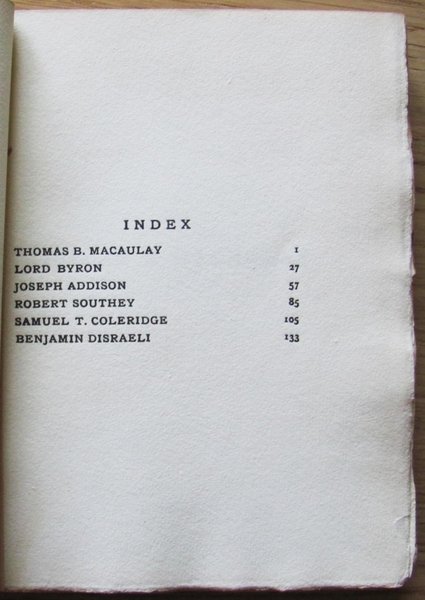 INDEX
THOMAS B. MACAULAY 1
LORD BYRON 27
JOSEPH ADDISON 57
ROBERT SOUTHEY 85
SAMUEL T. COLERIDGE 105
BENJAMIN DISRAELI 133